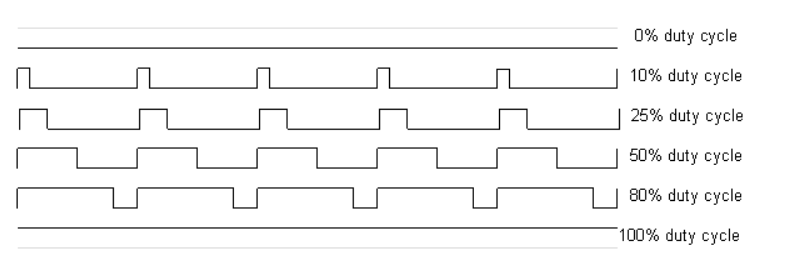 0% duty cycle
10% duty cycle
25% duty cycle
50% duty cycle
80% duty cycle
100% duty cycle